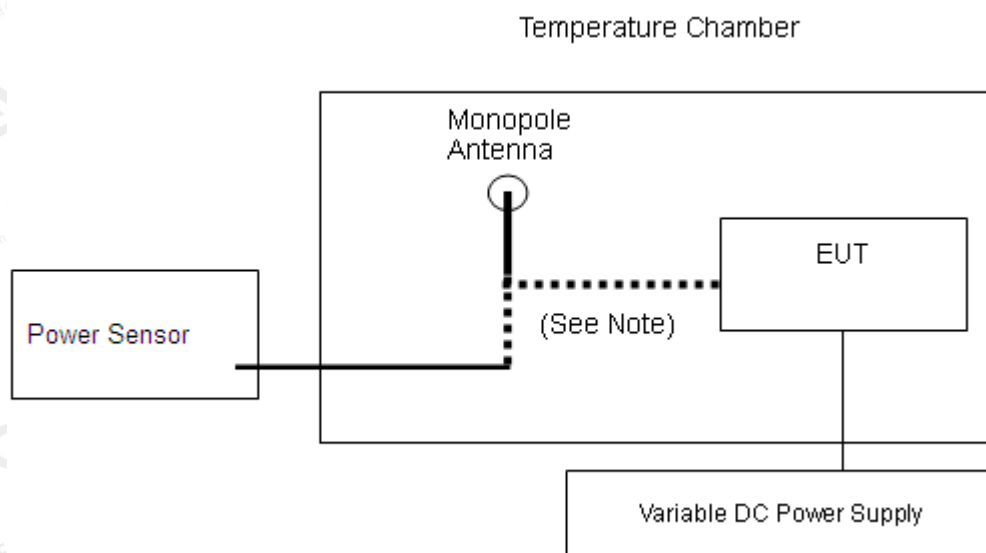 Temperature Chamber
Monopole
Antenna
EUT
(See Note)
Power Sensor
Variable DC Power Supply